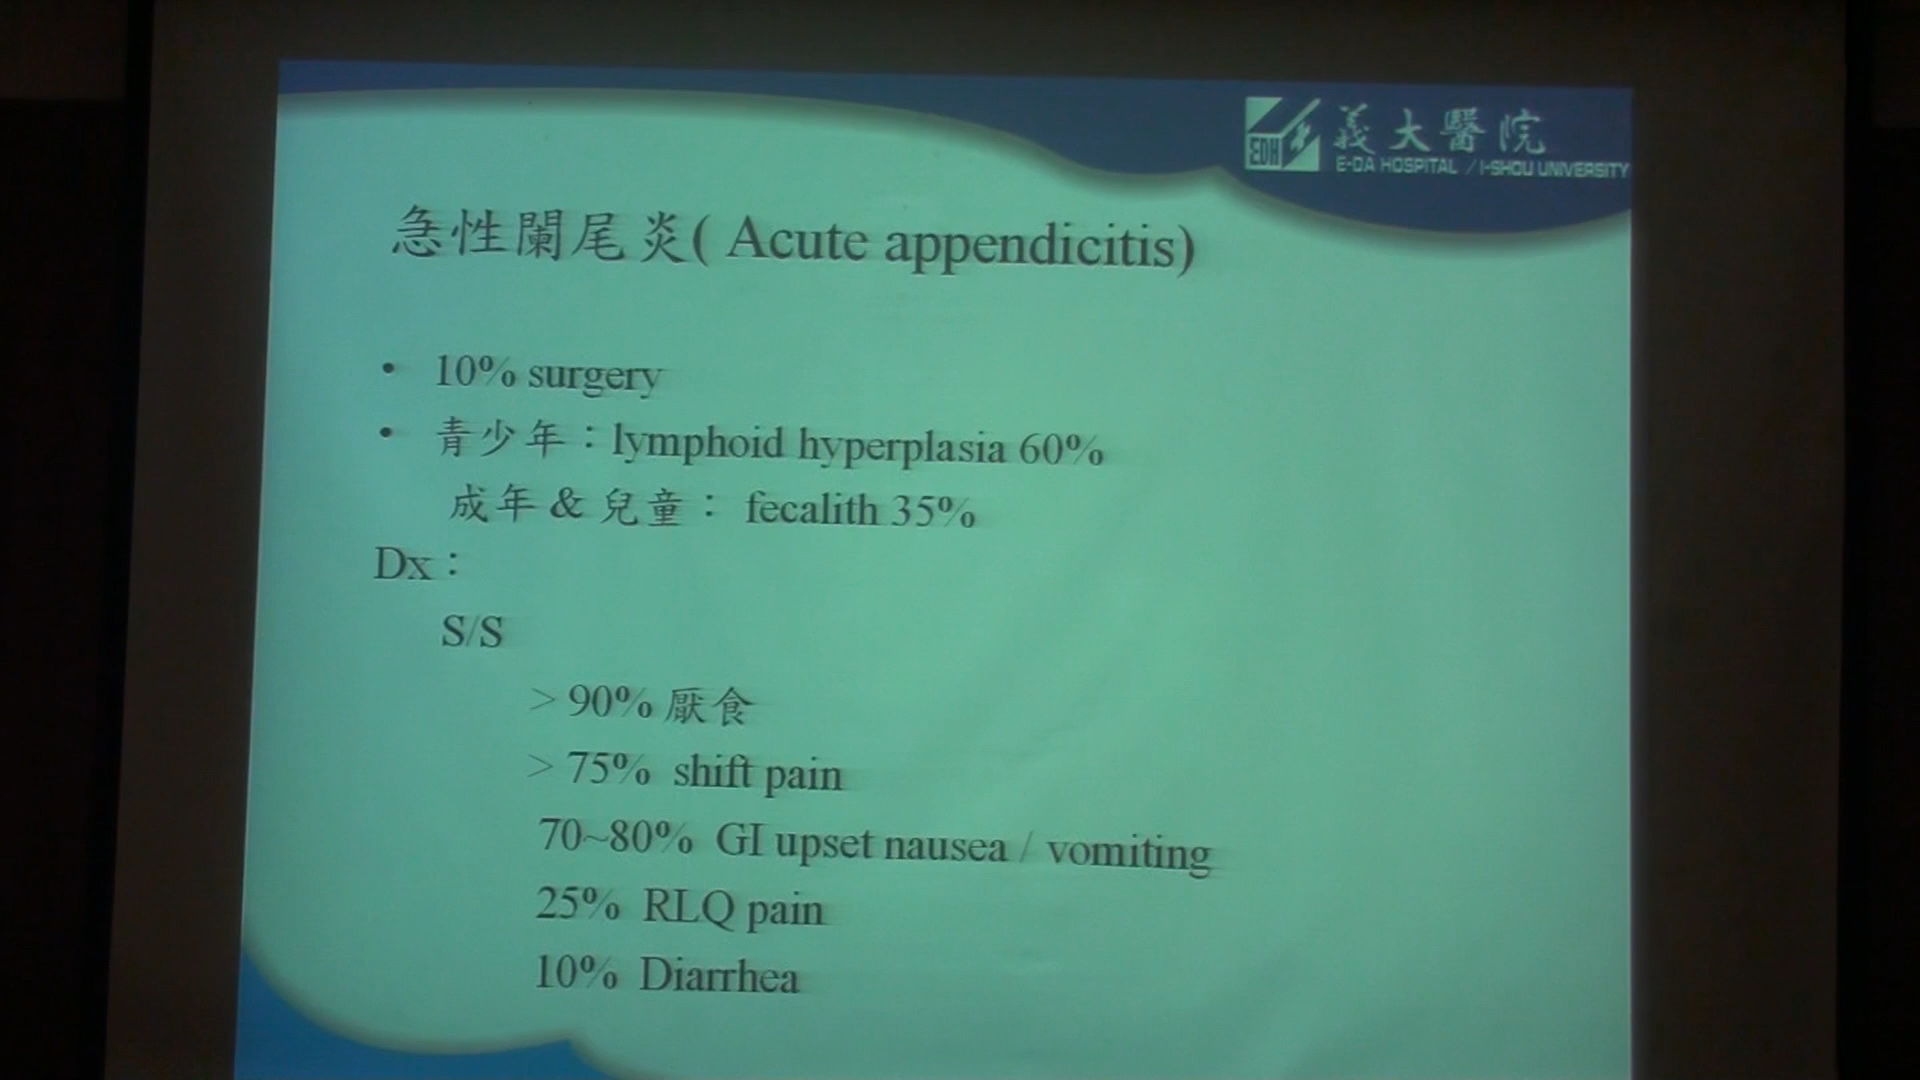 EDH 義大醫院
E-DA HOSPITAL / I-SHOU UNIVERSITY
急性闌尾炎( Acute appendicitis)
• 10% surgery
• 青少年：lymphoid hyperplasia 60%
成年 & 兒童： fecalith 35%
Dx：
S/S
> 90% 厭食
> 75% shift pain
70~80% GI upset nausea / vomiting
25% RLQ pain
10% Diarrhea